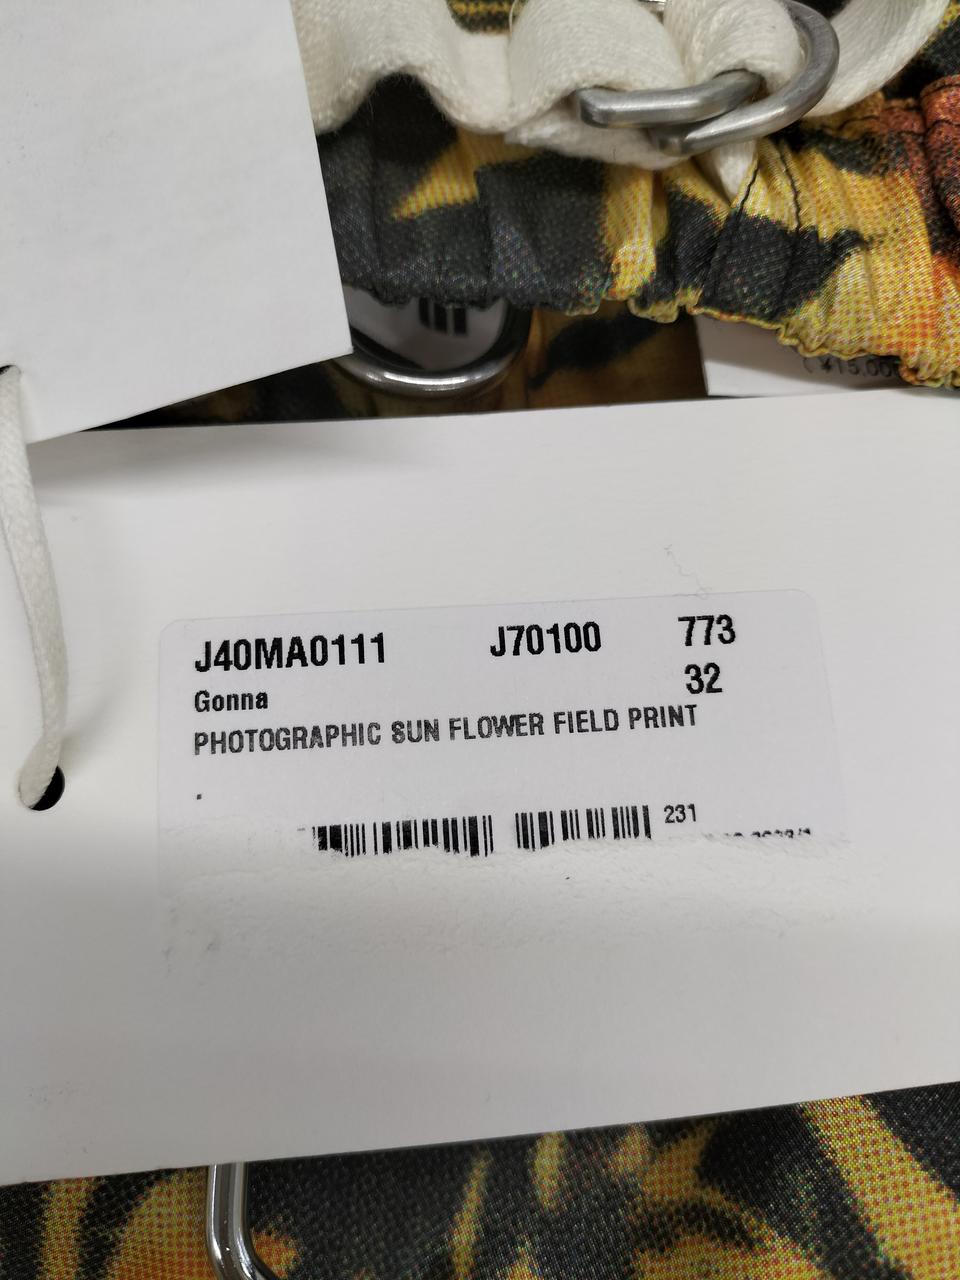 J40MA0111 J70100 773
32
Gonna
PHOTOGRAPHIC SUN FLOWER FIELD PRINT
.
231